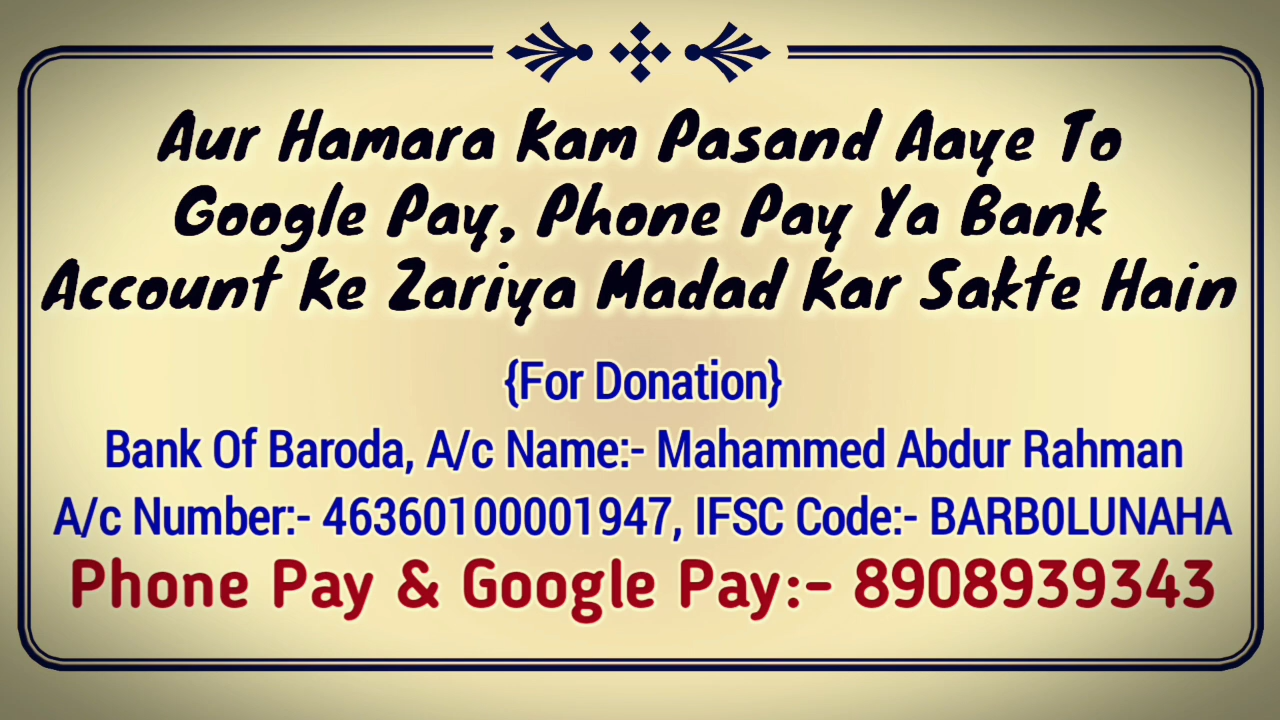 Aur Hamara Kam Pasand Aaye To
Google Pay, Phone Pay Ya Bank
Account Ke Zariya Madad Kar Sakte Hain
{For Donation}
Bank Of Baroda, A/c Name:- Mahammed Abdur Rahman
A/c Number:- 46360100001947, IFSC Code:- BARB0LUNAHA
Phone Pay & Google Pay:- 8908939343